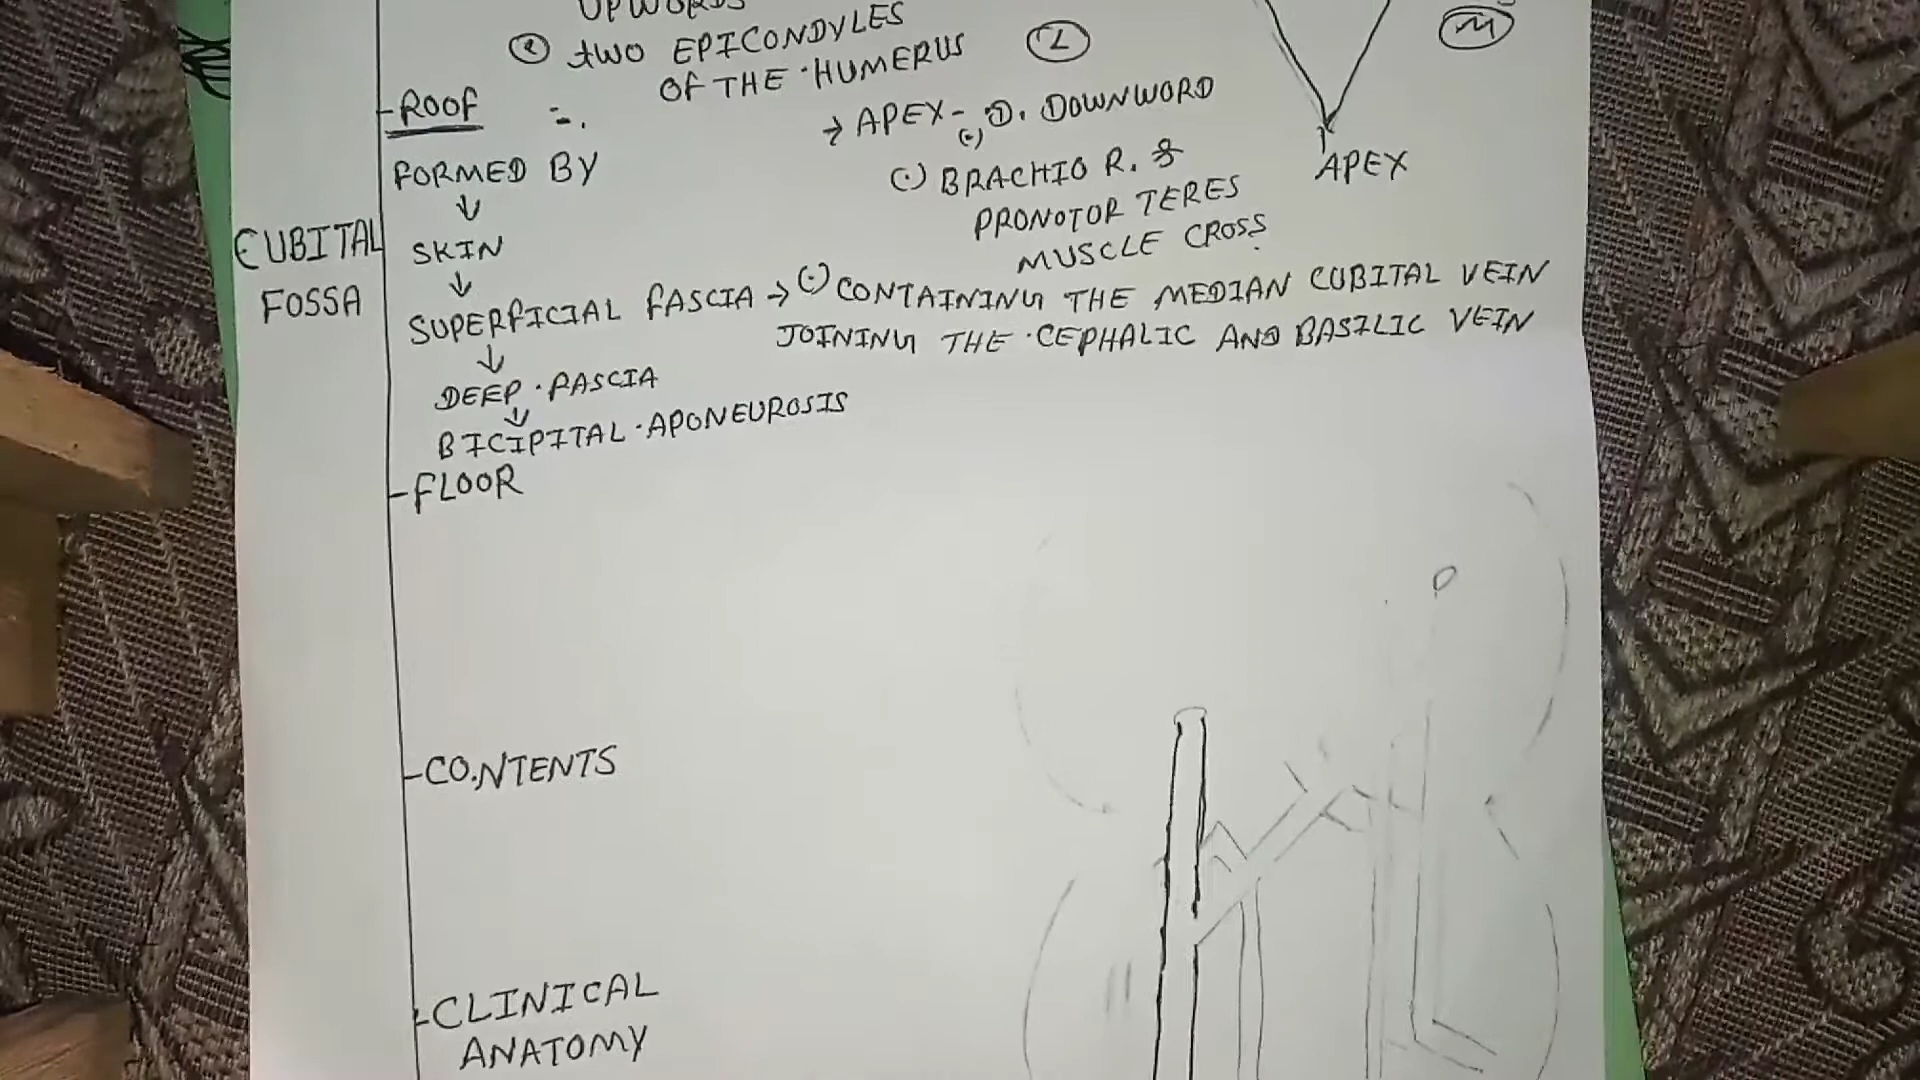 UPWORDS
② two EPICONDYLES
OF THE HUMERUS
L
M
ROOF :-
→ APEX - ①. DOWNWORD
FORMED BY
(•) BRACHIO R. &
APEX
PRONOTOR TERES
MUSCLE CROSS
↓
CUBITAL
FOSSA
SKIN
↓
SUPERFICIAL FASCIA → (•) CONTAINING THE MEDIAN CUBITAL VEIN
JOINING THE CEPHALIC AND BASILIC VEIN
↓
DEEP FASCIA
↓
BICIPITAL APONEUROSIS
FLOOR
CONTENTS
CLINICAL
ANATOMY